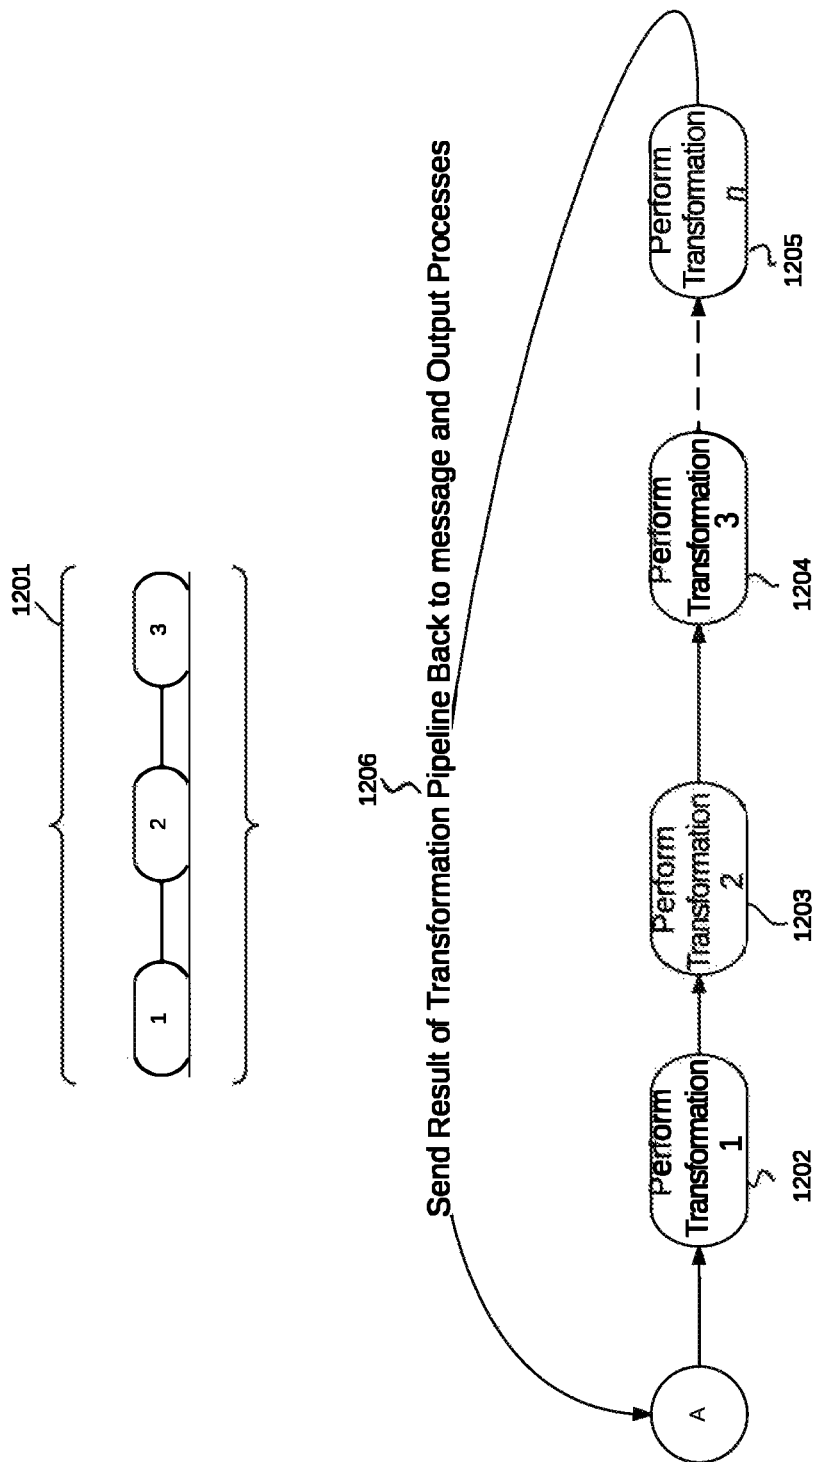 1201
1
2
3
1206
Send Result of Transformation Pipeline Back to message and Output Processes
A
Perform
Transformation
1
1202
Perform
Transformation
2
1203
Perform
Transformation
3
1204
Perform
Transformation
n
1205